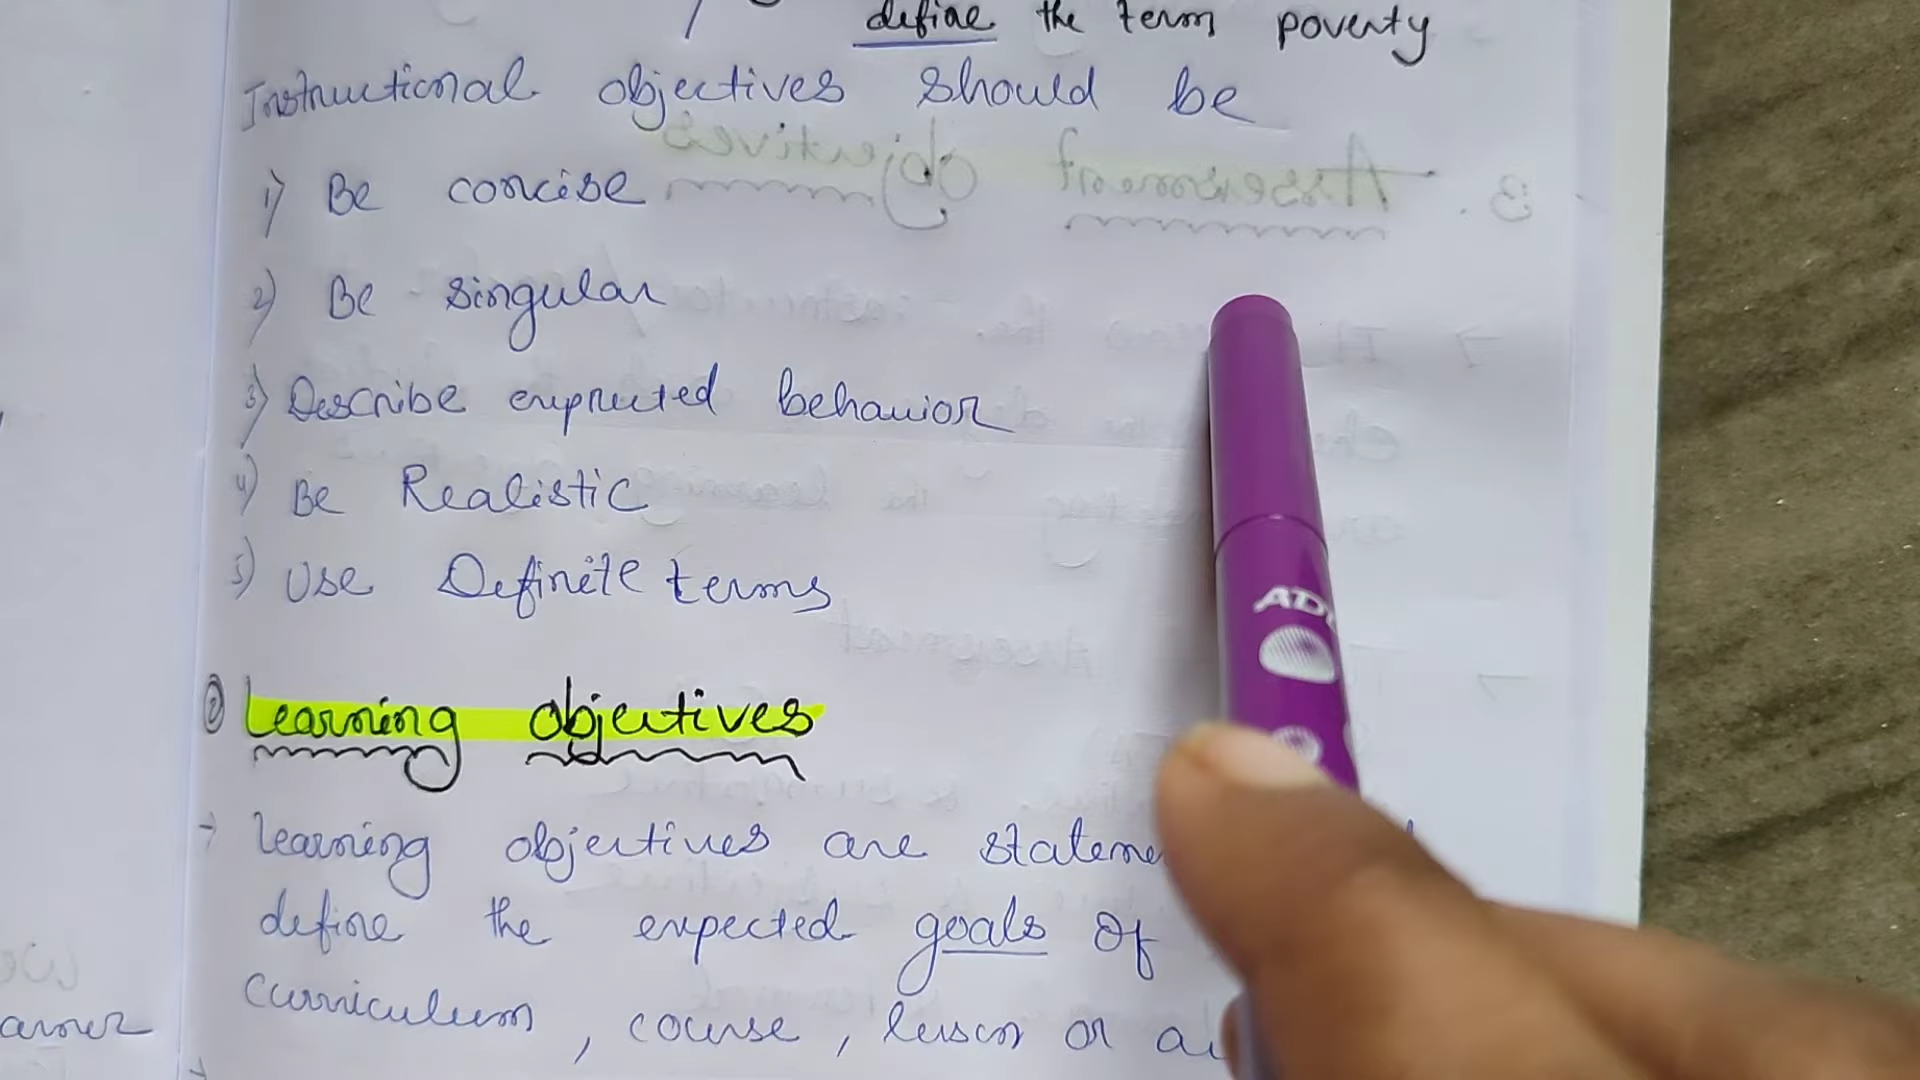 define the term poverty
Instructional objectives should be
1) Be concise
2) Be singular
3) Describe expected behavior
4) Be Realistic
5) Use Definite terms
② Learning objectives
→ Learning objectives are
define the expected goals of
curriculum, course, lesson or